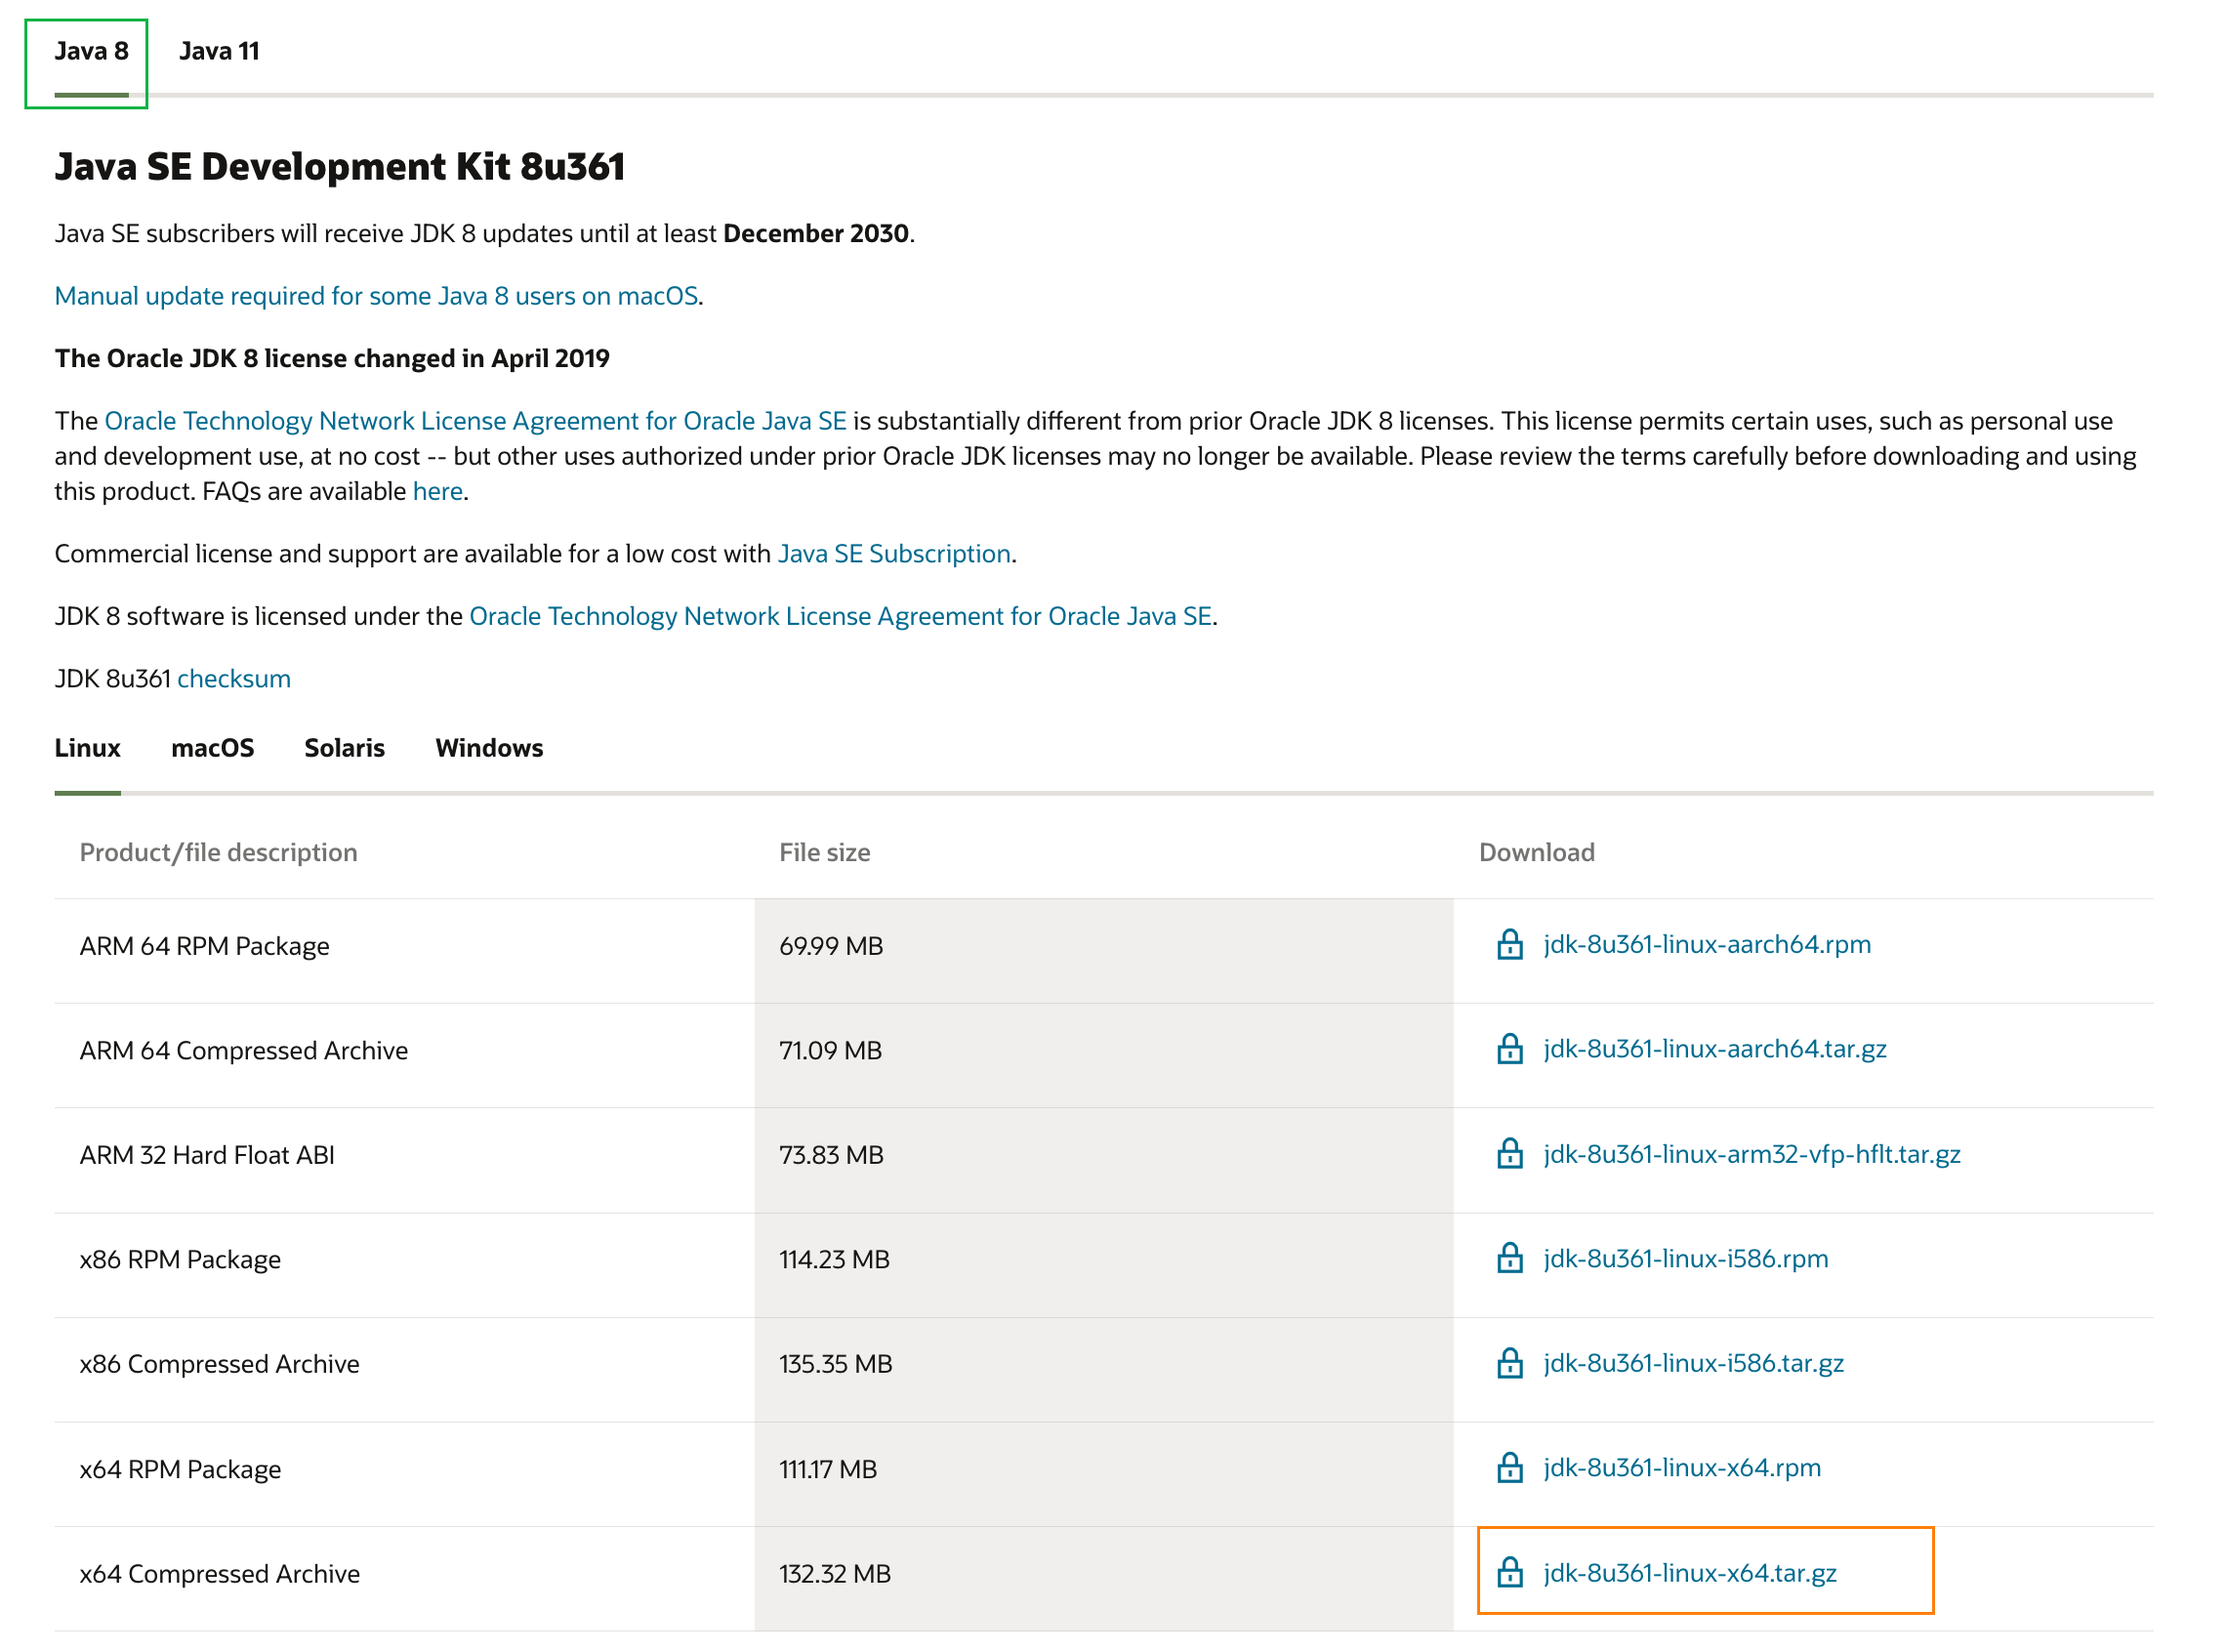 Java 8 Java 11
Java SE Development Kit 8u361
Java SE subscribers will receive JDK 8 updates until at least December 2030.
Manual update required for some Java 8 users on macOS.
The Oracle JDK 8 license changed in April 2019
The Oracle Technology Network License Agreement for Oracle Java SE is substantially different from prior Oracle JDK 8 licenses. This license permits certain uses, such as personal use
and development use, at no cost -- but other uses authorized under prior Oracle JDK licenses may no longer be available. Please review the terms carefully before downloading and using
this product. FAQs are available here.
Commercial license and support are available for a low cost with Java SE Subscription.
JDK 8 software is licensed under the Oracle Technology Network License Agreement for Oracle Java SE.
JDK 8u361 checksum
Linux macOS Solaris Windows
Product/file description File size Download
ARM 64 RPM Package 69.99 MB jdk-8u361-linux-aarch64.rpm
ARM 64 Compressed Archive 71.09 MB jdk-8u361-linux-aarch64.tar.gz
ARM 32 Hard Float ABI 73.83 MB jdk-8u361-linux-arm32-vfp-hflt.tar.gz
x86 RPM Package 114.23 MB jdk-8u361-linux-i586.rpm
x86 Compressed Archive 135.35 MB jdk-8u361-linux-i586.tar.gz
x64 RPM Package 111.17 MB jdk-8u361-linux-x64.rpm
x64 Compressed Archive 132.32 MB jdk-8u361-linux-x64.tar.gz